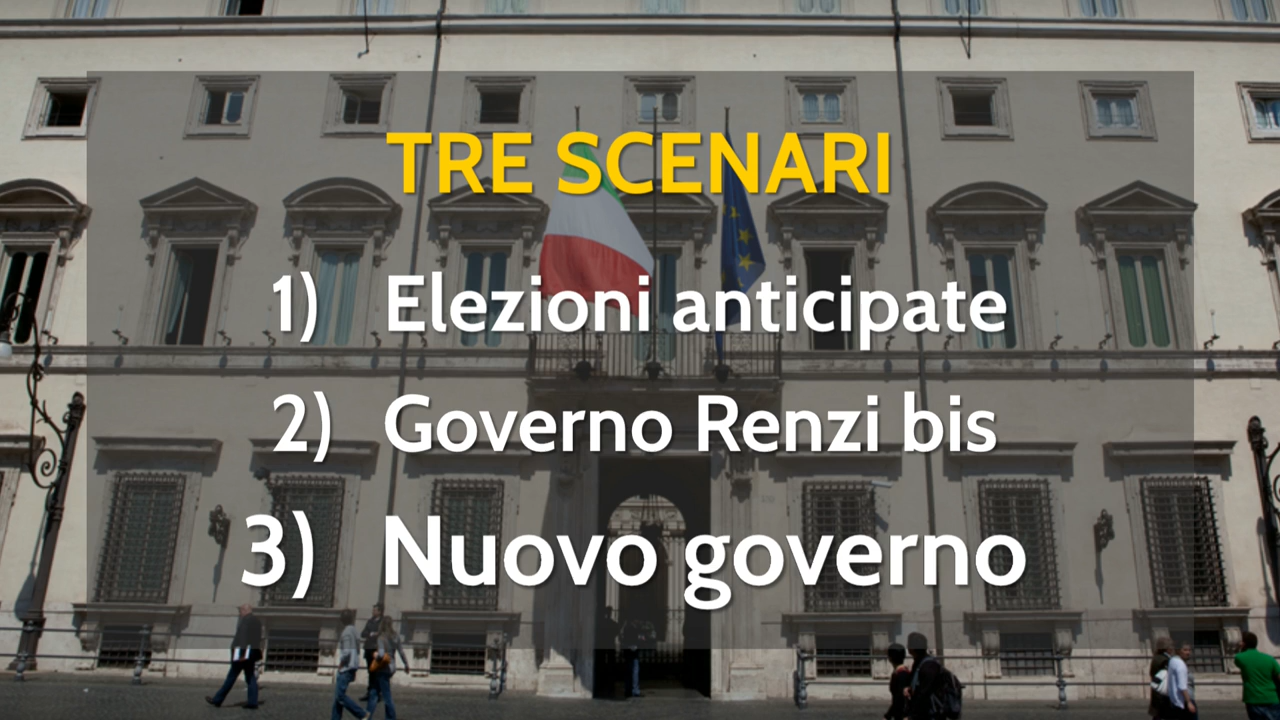 TRE SCENARI
1) Elezioni anticipate
2) Governo Renzi bis
3) Nuovo governo